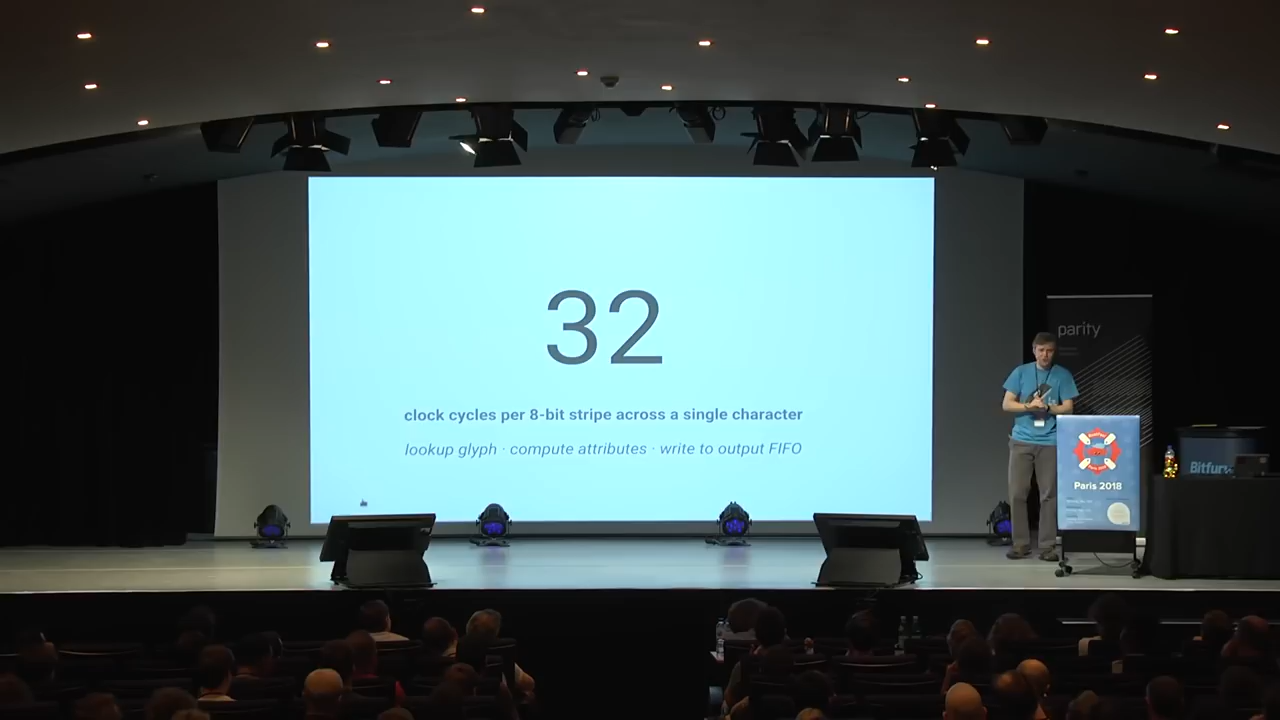 32
clock cycles per 8-bit stripe across a single character
lookup glyph · compute attributes · write to output FIFO
parity
Paris 2018
Bitfury